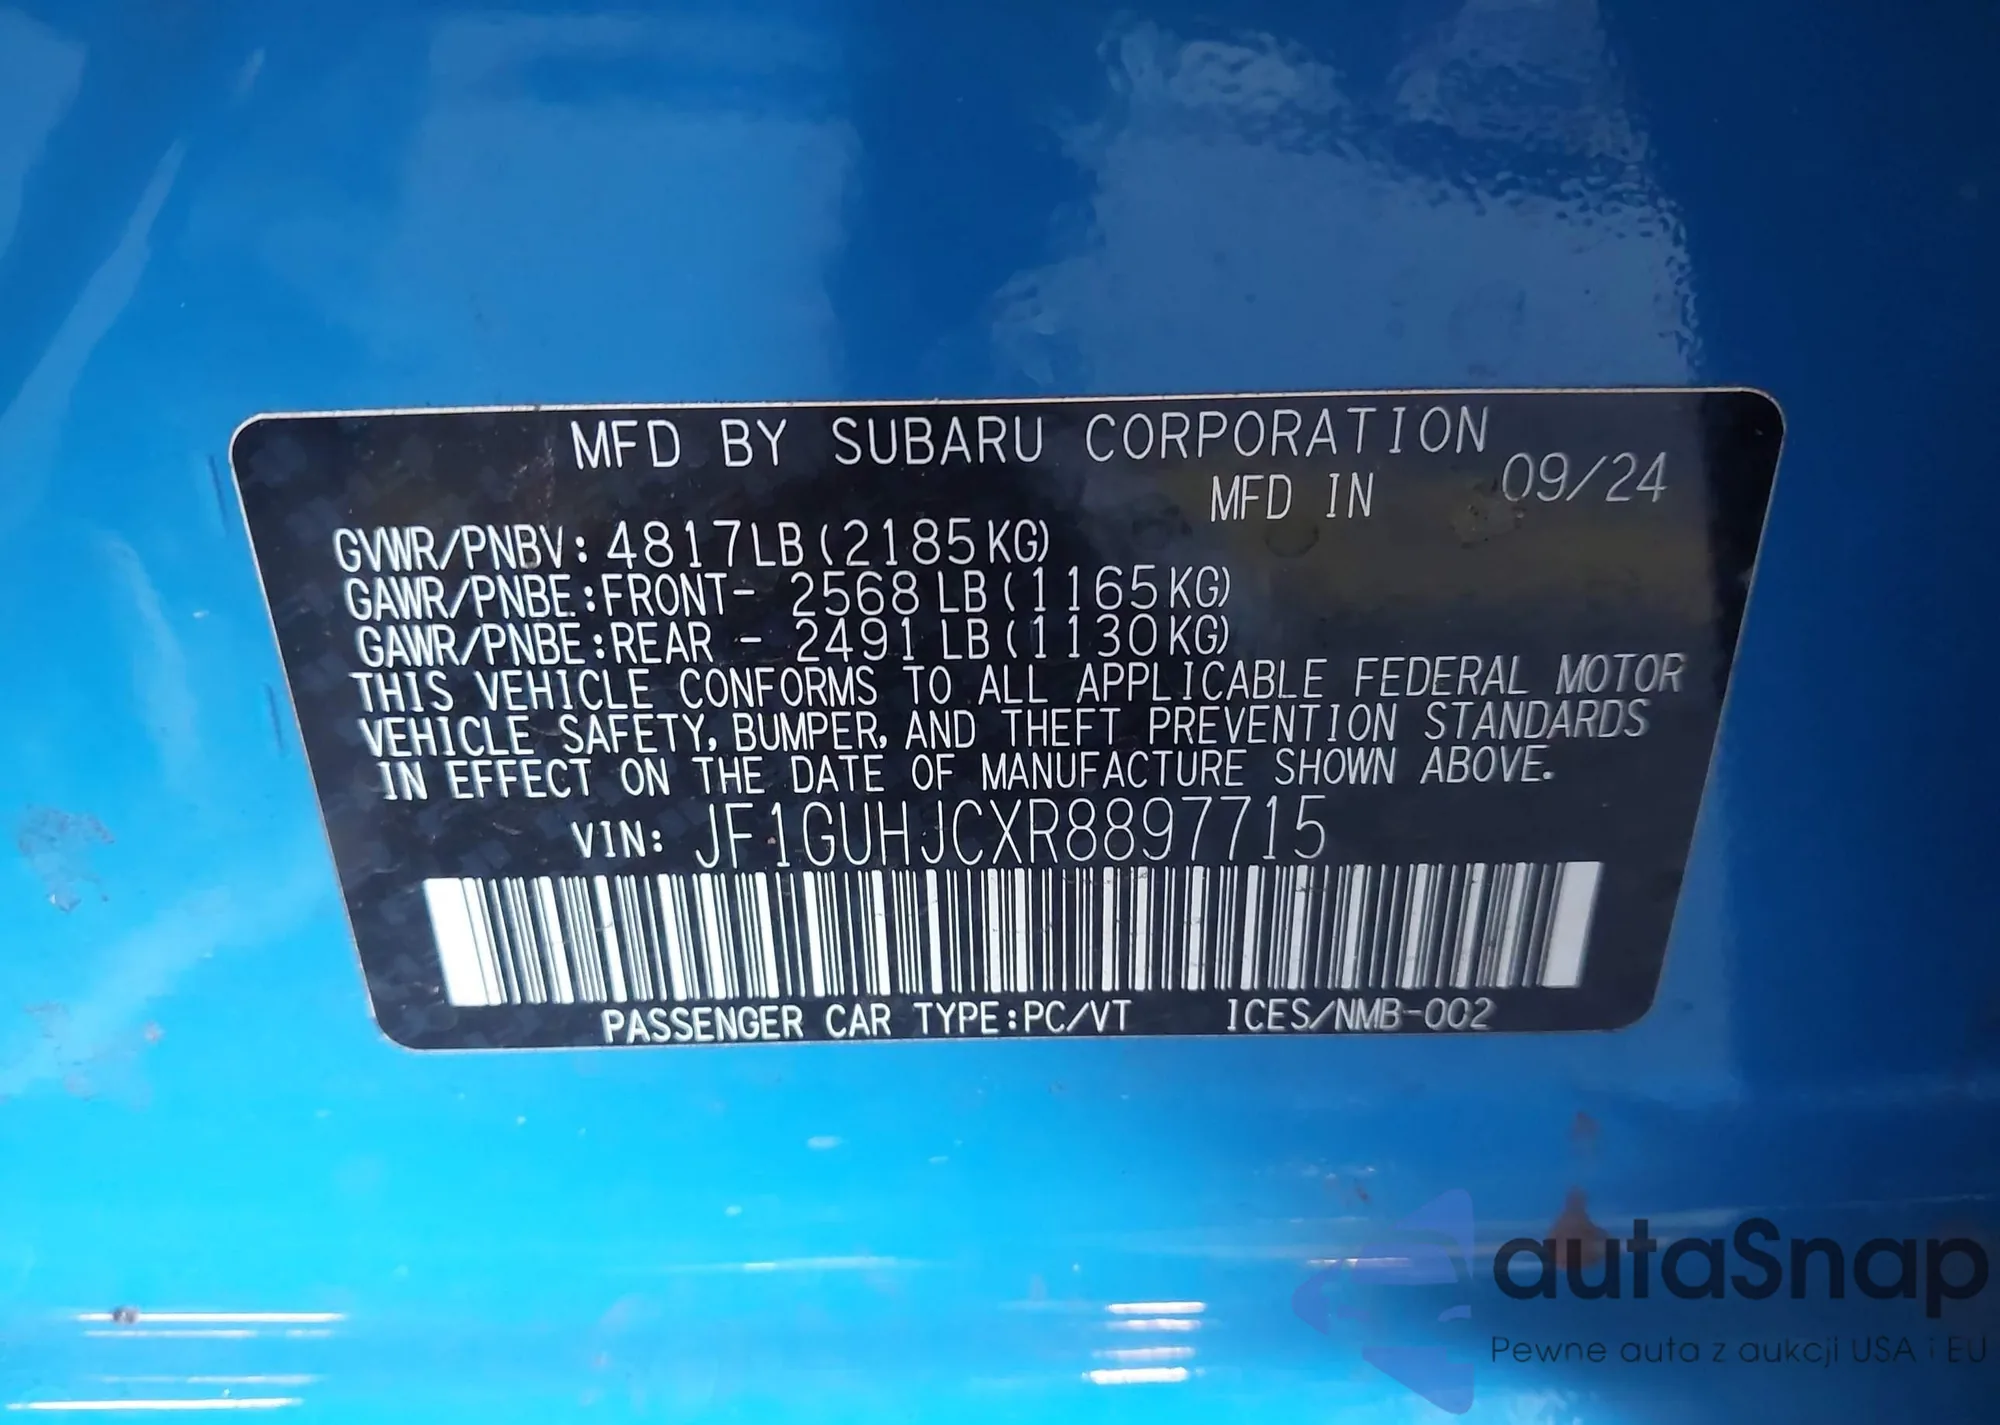 MFD BY SUBARU CORPORATION
MFD IN 09/24
GVWR/PNBV: 4817LB (2185KG)
GAWR/PNBE:FRONT- 2568 LB (1165KG)
GAWR/PNBE:REAR - 2491 LB (1130KG)
THIS VEHICLE CONFORMS TO ALL APPLICABLE FEDERAL MOTOR
VEHICLE SAFETY, BUMPER, AND THEFT PREVENTION STANDARDS
IN EFFECT ON THE DATE OF MANUFACTURE SHOWN ABOVE.
VIN: JF1GUHJCXR8897715
PASSENGER CAR TYPE:PC/VT ICES/NMB-002
autaSnap
Pewne auta z aukcji USA i EU